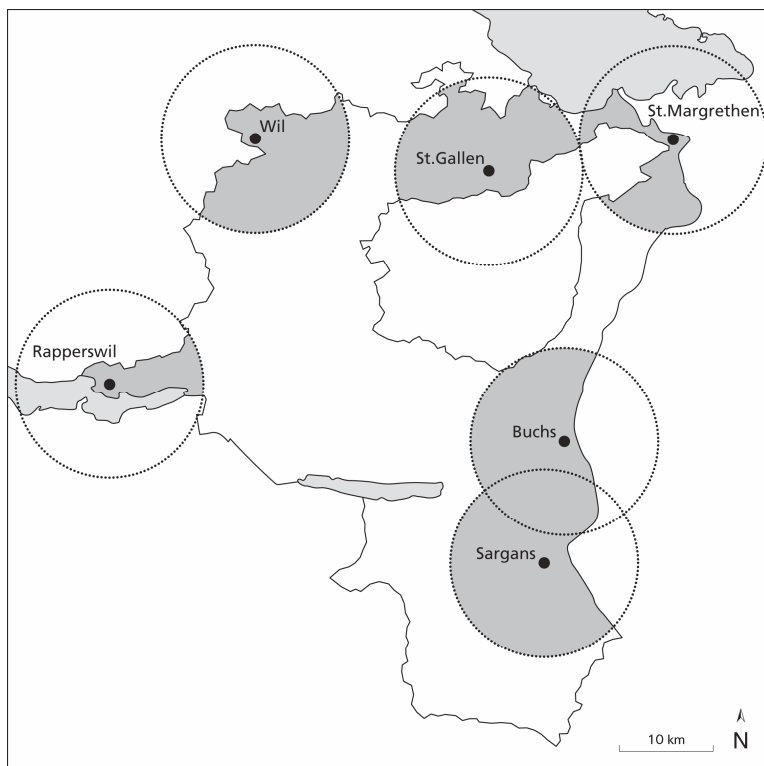 St.Margrethen
Wil
St.Gallen
Rapperswil
Buchs
Sargans
10 km
N